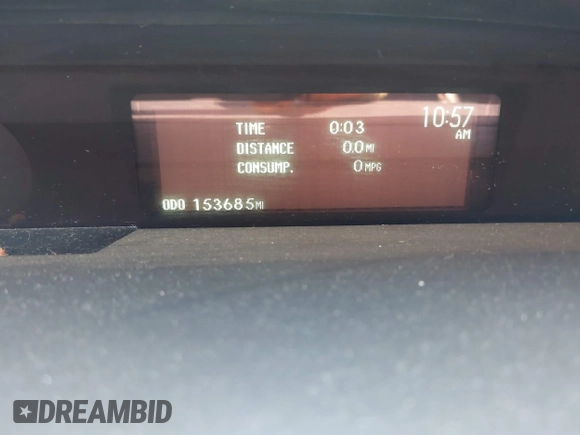 10:57
AM
TIME 0:03
DISTANCE 0.0 MI
CONSUMP. 0 MPG
ODO 153685 MI
DREAMBID